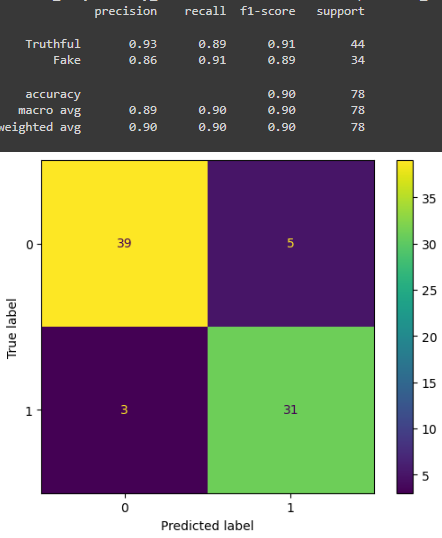 precision recall f1-score support
Truthful 0.93 0.89 0.91 44
Fake 0.86 0.91 0.89 34
accuracy 0.90 78
macro avg 0.89 0.90 0.90 78
weighted avg 0.90 0.90 0.90 78
39 5
3 31
True label
0
1
0 1
Predicted label
35
30
25
20
15
10
5